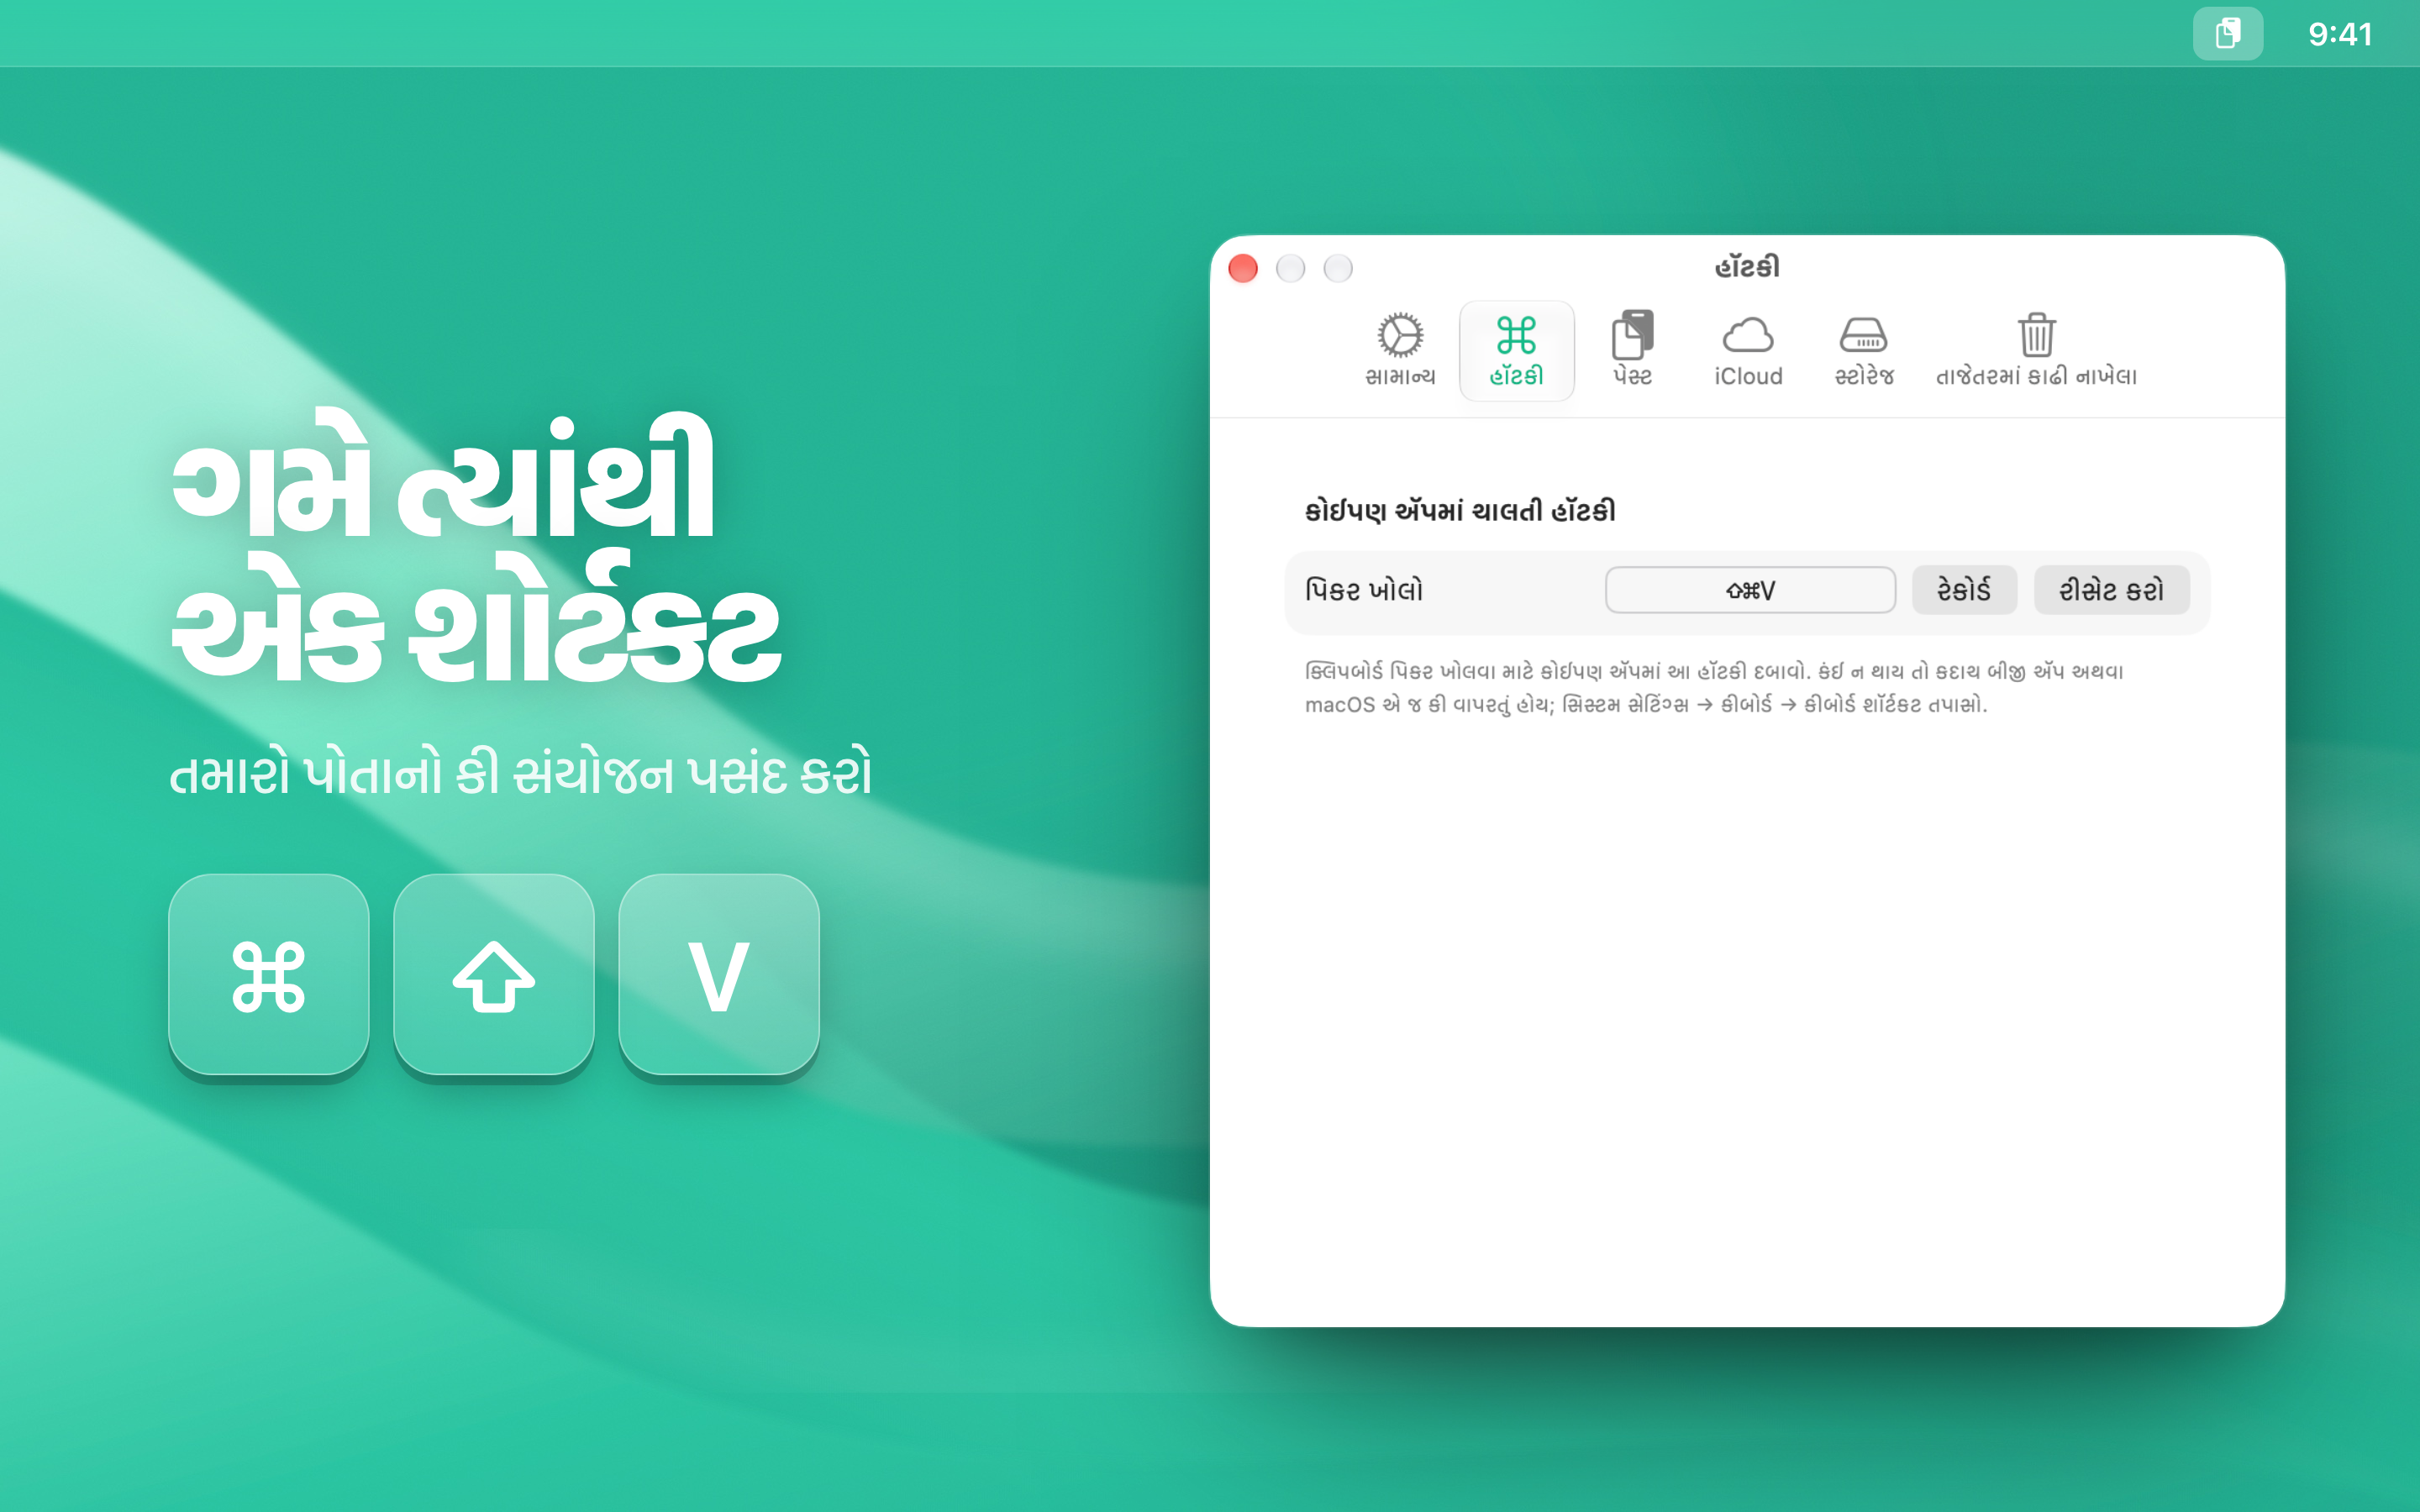 9:41
ગમે ત્યાંથી
એક શોર્ટકટ
તમારો પોતાનો કી સંયોજન પસંદ કરો
⌘ ⇧ V
હૉટકી
સામાન્ય હૉટકી પેસ્ટ iCloud સ્ટોરેજ તાજેતરમાં કાઢી નાખેલા
કોઈપણ ઍપમાં ચાલતી હૉટકી
પિકર ખોલો ⇧⌘V રેકોર્ડ રીસેટ કરો
ક્લિપબોર્ડ પિકર ખોલવા માટે કોઈપણ ઍપમાં આ હૉટકી દબાવો. કંઈ ન થાય તો કદાચ બીજી ઍપ અથવા
macOS એ જ કી વાપરતું હોય; સિસ્ટમ સેટિંગ્સ → કીબોર્ડ → કીબોર્ડ શૉર્ટકટ તપાસો.